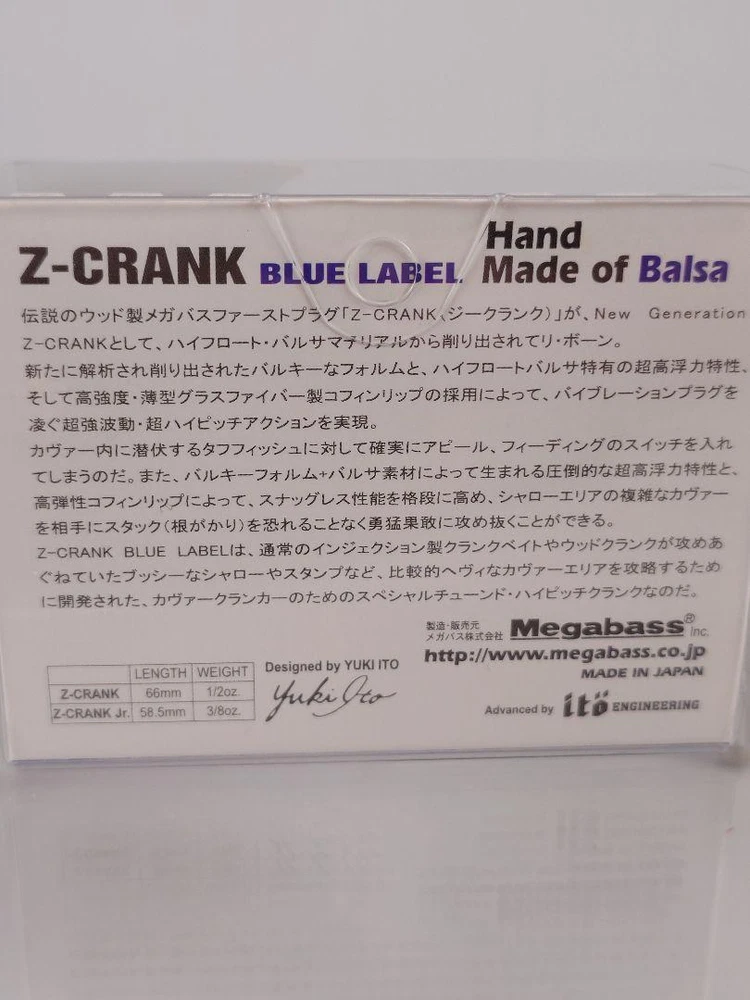 Z-CRANK BLUE LABEL Hand Made of Balsa
伝説のウッド製メガバスファーストプラグ「Z-CRANK(ジークランク)」が、New Generation
Z-CRANKとして、ハイフロート・バルサマテリアルから削り出されてリ・ボーン。
新たに解析され削り出されたバルキーなフォルムと、ハイフロートバルサ特有の超高浮力特性、
そして高強度・薄型グラスファイバー製コフィンリップの採用によって、バイブレーションプラグを
凌ぐ超強波動・超ハイピッチアクションを実現。
カヴァー内に潜伏するタフフィッシュに対して確実にアピール、フィーディングのスイッチを入れ
てしまうのだ。また、バルキーフォルム+バルサ素材によって生まれる圧倒的な超高浮力特性と、
高弾性コフィンリップによって、スナッグレス性能を格段に高め、シャローエリアの複雑なカヴァー
を相手にスタック(根がかり)を恐れることなく勇猛果敢に攻め抜くことができる。
Z-CRANK BLUE LABELは、通常のインジェクション製クランクベイトやウッドクランクが攻めあ
ぐねていたブッシーなシャローやスタンプなど、比較的ヘヴィなカヴァーエリアを攻略するため
に開発された、カヴァークランカーのためのスペシャルチューンド・ハイピッチクランクなのだ。
製造・販売元
メガバス株式会社 Megabass® Inc.
http://www.megabass.co.jp
MADE IN JAPAN
LENGTH WEIGHT
Z-CRANK 66mm 1/2oz.
Z-CRANK Jr. 58.5mm 3/8oz.
Designed by YUKI ITO
Yuki Ito
Advanced by itö ENGINEERING